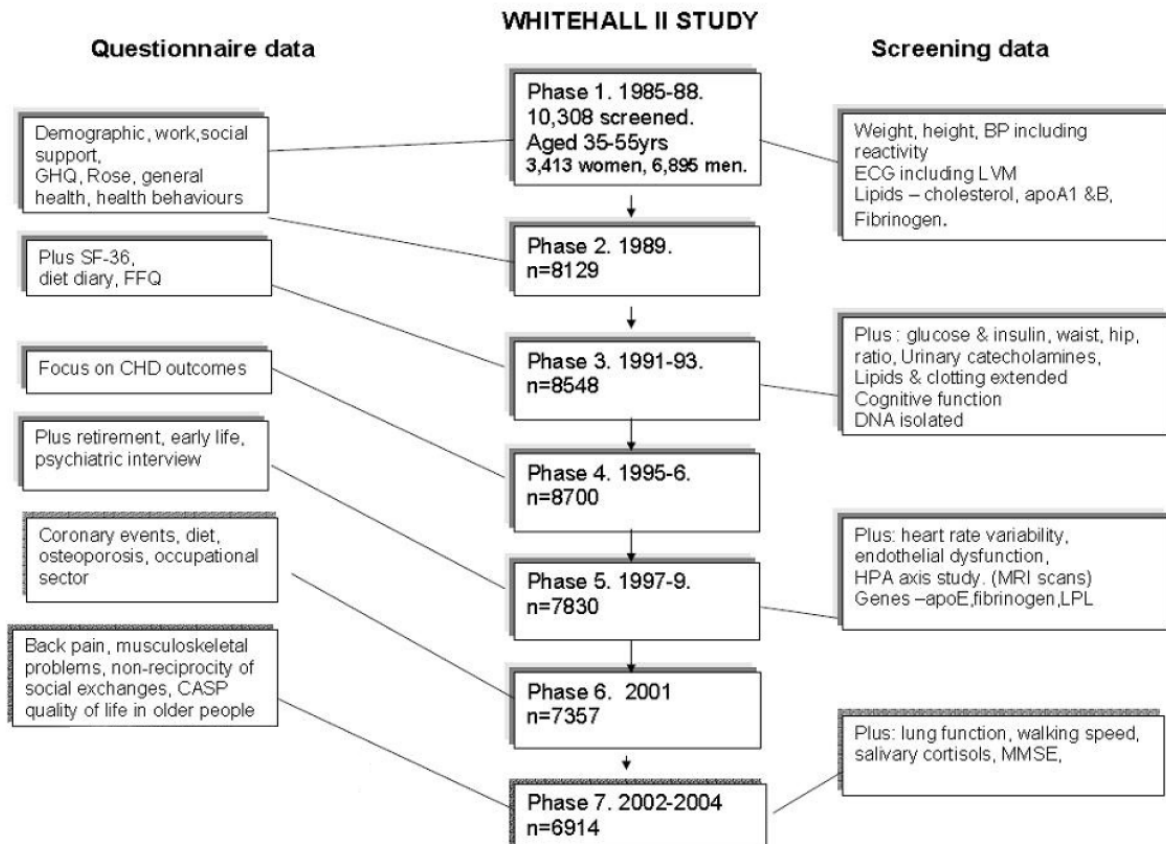 WHITEHALL II STUDY
Questionnaire data
Screening data
Phase 1. 1985-88.
10,308 screened.
Aged 35-55yrs
3,413 women, 6,895 men.
Demographic, work,social
support,
GHQ, Rose, general
health, health behaviours
Weight, height, BP including
reactivity
ECG including LVM
Lipids – cholesterol, apoA1 &B,
Fibrinogen.
Phase 2. 1989.
n=8129
Plus SF-36,
diet diary, FFQ
Phase 3. 1991-93.
n=8548
Plus : glucose & insulin, waist, hip,
ratio, Urinary catecholamines,
Lipids & clotting extended
Cognitive function
DNA isolated
Focus on CHD outcomes
Phase 4. 1995-6.
n=8700
Plus retirement, early life,
psychiatric interview
Phase 5. 1997-9.
n=7830
Plus: heart rate variability,
endothelial dysfunction,
HPA axis study. (MRI scans)
Genes –apoE,fibrinogen,LPL
Coronary events, diet,
osteoporosis, occupational
sector
Phase 6. 2001
n=7357
Back pain, musculoskeletal
problems, non-reciprocity of
social exchanges, CASP
quality of life in older people
Phase 7. 2002-2004
n=6914
Plus: lung function, walking speed,
salivary cortisols, MMSE,